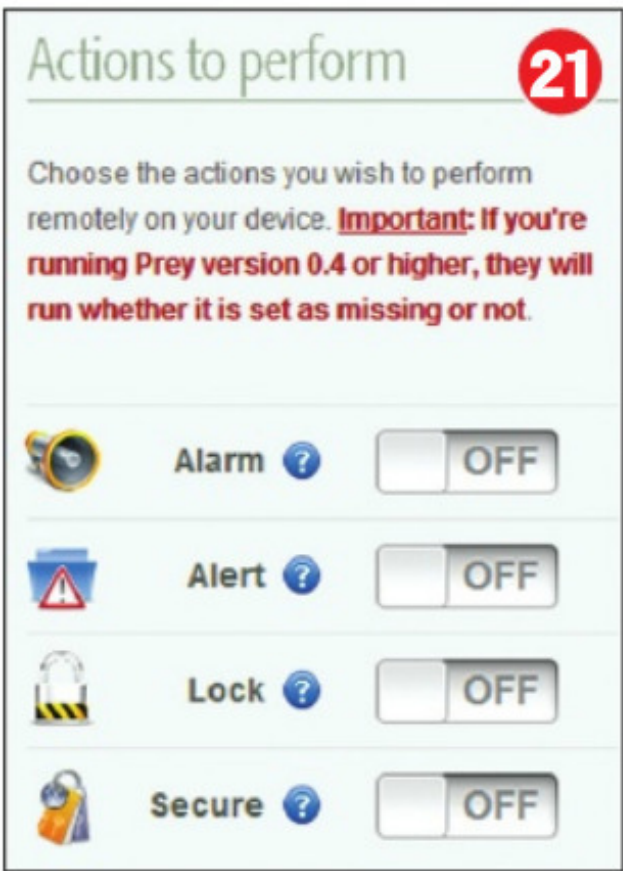 Actions to perform
21
Choose the actions you wish to perform
remotely on your device. Important: If you're
running Prey version 0.4 or higher, they will
run whether it is set as missing or not.
Alarm ? OFF
Alert ? OFF
Lock ? OFF
Secure ? OFF